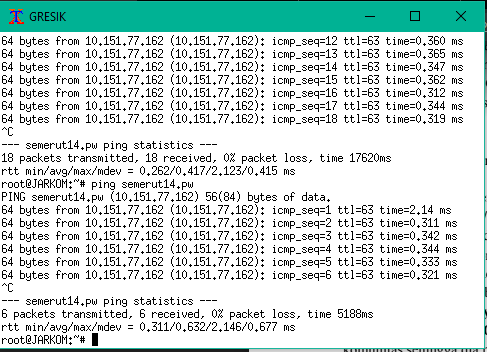 GRESIK
64 bytes from 10.151.77.162 (10.151.77.162): icmp_seq=12 ttl=63 time=0.360 ms
64 bytes from 10.151.77.162 (10.151.77.162): icmp_seq=13 ttl=63 time=0.365 ms
64 bytes from 10.151.77.162 (10.151.77.162): icmp_seq=14 ttl=63 time=0.347 ms
64 bytes from 10.151.77.162 (10.151.77.162): icmp_seq=15 ttl=63 time=0.362 ms
64 bytes from 10.151.77.162 (10.151.77.162): icmp_seq=16 ttl=63 time=0.312 ms
64 bytes from 10.151.77.162 (10.151.77.162): icmp_seq=17 ttl=63 time=0.344 ms
64 bytes from 10.151.77.162 (10.151.77.162): icmp_seq=18 ttl=63 time=0.319 ms
^C
--- semerut14.pw ping statistics ---
18 packets transmitted, 18 received, 0% packet loss, time 17620ms
rtt min/avg/max/mdev = 0.262/0.417/2.123/0.415 ms
root@JARKOM:~# ping semerut14.pw
PING semerut14.pw (10.151.77.162) 56(84) bytes of data.
64 bytes from 10.151.77.162 (10.151.77.162): icmp_seq=1 ttl=63 time=2.14 ms
64 bytes from 10.151.77.162 (10.151.77.162): icmp_seq=2 ttl=63 time=0.311 ms
64 bytes from 10.151.77.162 (10.151.77.162): icmp_seq=3 ttl=63 time=0.342 ms
64 bytes from 10.151.77.162 (10.151.77.162): icmp_seq=4 ttl=63 time=0.344 ms
64 bytes from 10.151.77.162 (10.151.77.162): icmp_seq=5 ttl=63 time=0.333 ms
64 bytes from 10.151.77.162 (10.151.77.162): icmp_seq=6 ttl=63 time=0.321 ms
^C
--- semerut14.pw ping statistics ---
6 packets transmitted, 6 received, 0% packet loss, time 5188ms
rtt min/avg/max/mdev = 0.311/0.632/2.146/0.677 ms
root@JARKOM:~#